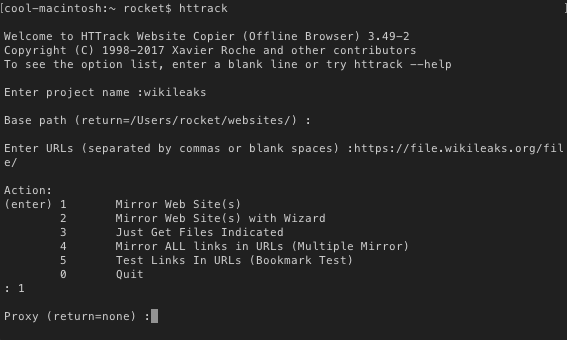 [cool-macintosh:~ rocket$ httrack ]
Welcome to HTTrack Website Copier (Offline Browser) 3.49-2
Copyright (C) 1998-2017 Xavier Roche and other contributors
To see the option list, enter a blank line or try httrack --help
Enter project name :wikileaks
Base path (return=/Users/rocket/websites/) :
Enter URLs (separated by commas or blank spaces) :https://file.wikileaks.org/fil
e/
Action:
(enter) 1 Mirror Web Site(s)
2 Mirror Web Site(s) with Wizard
3 Just Get Files Indicated
4 Mirror ALL links in URLs (Multiple Mirror)
5 Test Links In URLs (Bookmark Test)
0 Quit
: 1
Proxy (return=none) :